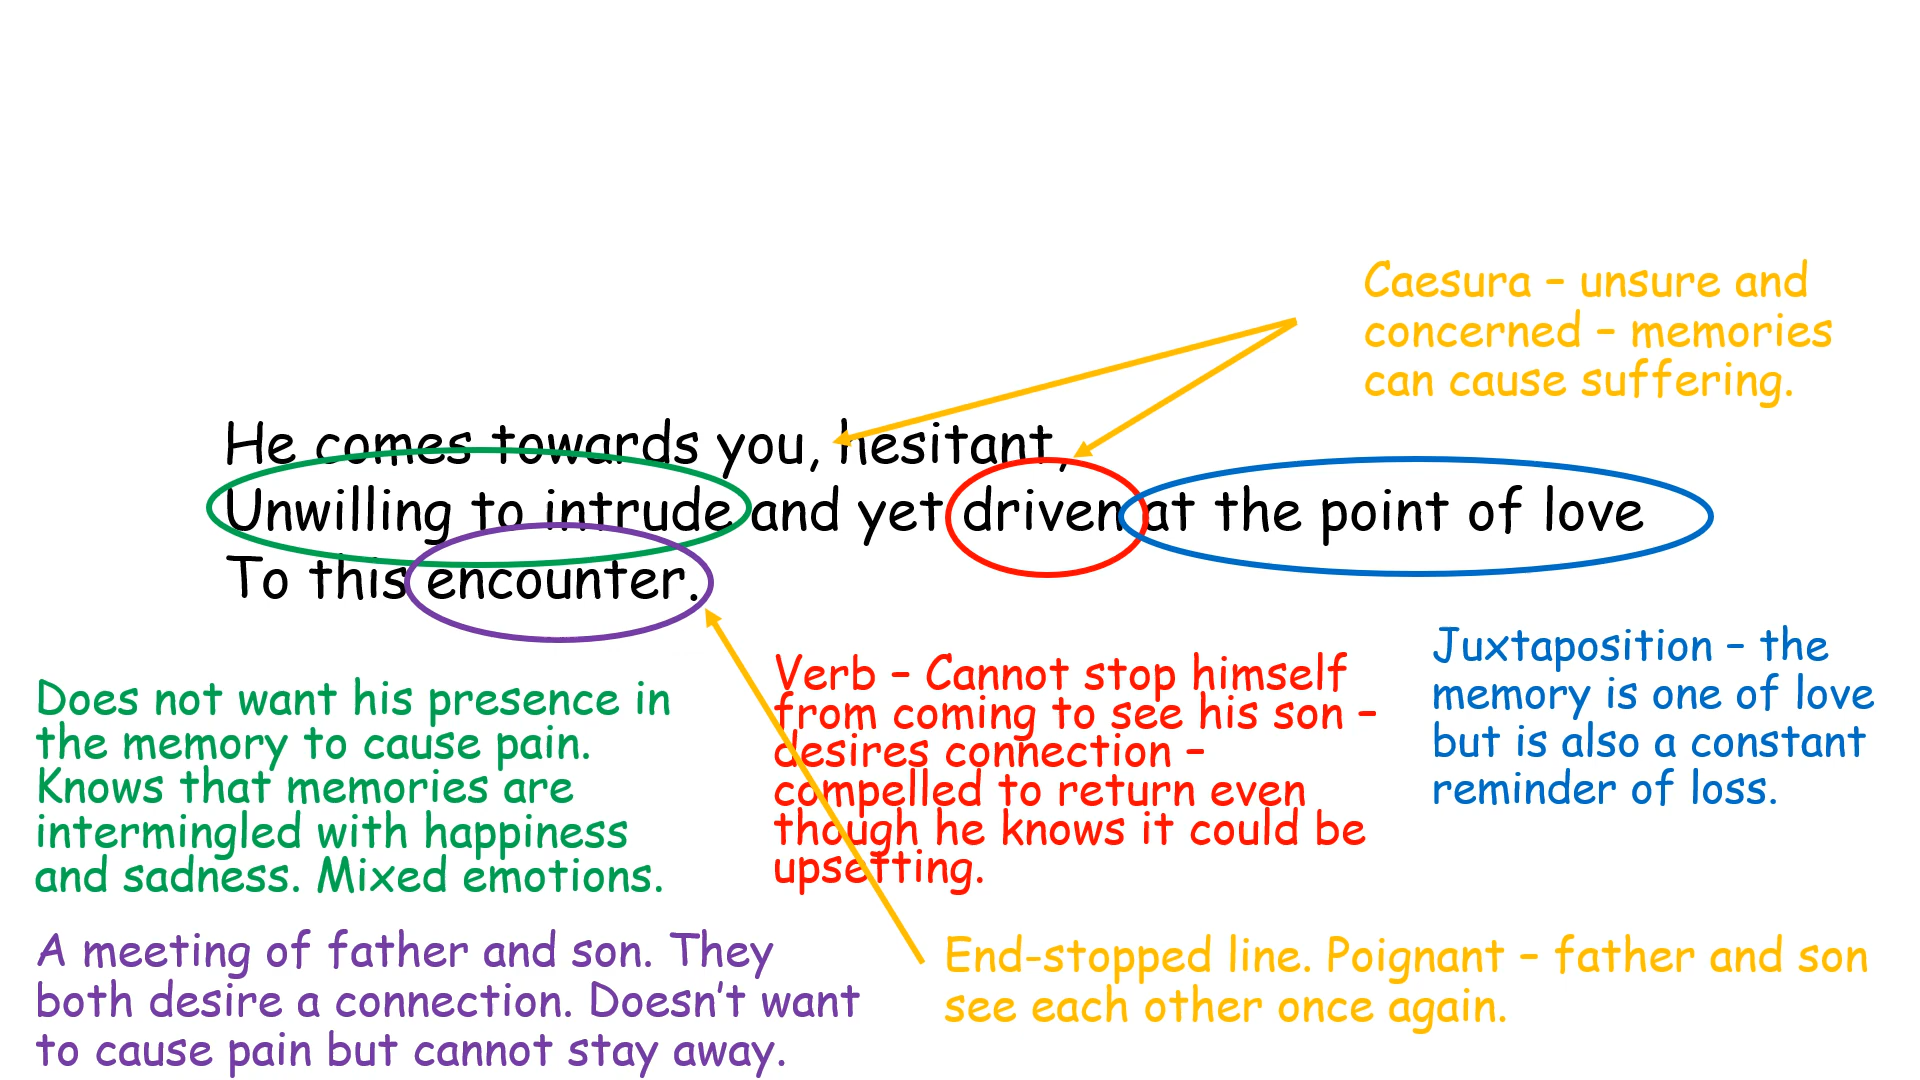 Caesura – unsure and
concerned – memories
can cause suffering.
He comes towards you, hesitant,
Unwilling to intrude and yet driven at the point of love
To this encounter.
Does not want his presence in
the memory to cause pain.
Knows that memories are
intermingled with happiness
and sadness. Mixed emotions.
Verb – Cannot stop himself
from coming to see his son –
desires connection –
compelled to return even
though he knows it could be
upsetting.
Juxtaposition – the
memory is one of love
but is also a constant
reminder of loss.
A meeting of father and son. They
both desire a connection. Doesn’t want
to cause pain but cannot stay away.
End-stopped line. Poignant – father and son
see each other once again.